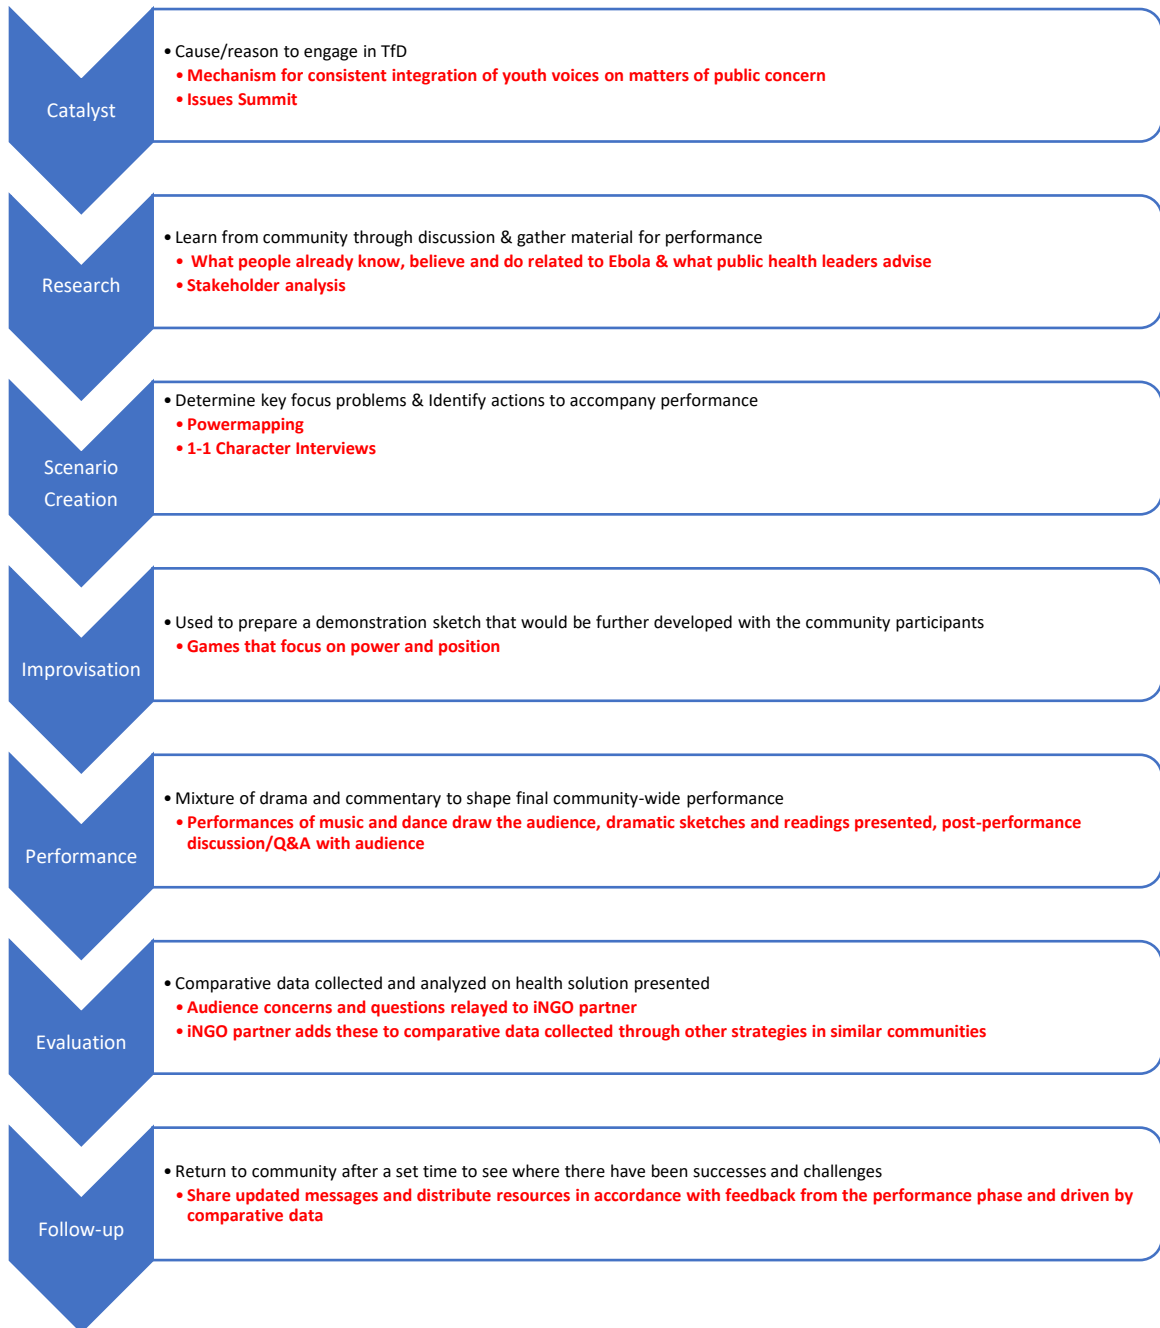 Catalyst
• Cause/reason to engage in TfD
• Mechanism for consistent integration of youth voices on matters of public concern
• Issues Summit
Research
• Learn from community through discussion & gather material for performance
• What people already know, believe and do related to Ebola & what public health leaders advise
• Stakeholder analysis
Scenario
Creation
• Determine key focus problems & Identify actions to accompany performance
• Powermapping
• 1-1 Character Interviews
Improvisation
• Used to prepare a demonstration sketch that would be further developed with the community participants
• Games that focus on power and position
Performance
• Mixture of drama and commentary to shape final community-wide performance
• Performances of music and dance draw the audience, dramatic sketches and readings presented, post-performance
discussion/Q&A with audience
Evaluation
• Comparative data collected and analyzed on health solution presented
• Audience concerns and questions relayed to iNGO partner
• iNGO partner adds these to comparative data collected through other strategies in similar communities
Follow-up
• Return to community after a set time to see where there have been successes and challenges
• Share updated messages and distribute resources in accordance with feedback from the performance phase and driven by
comparative data